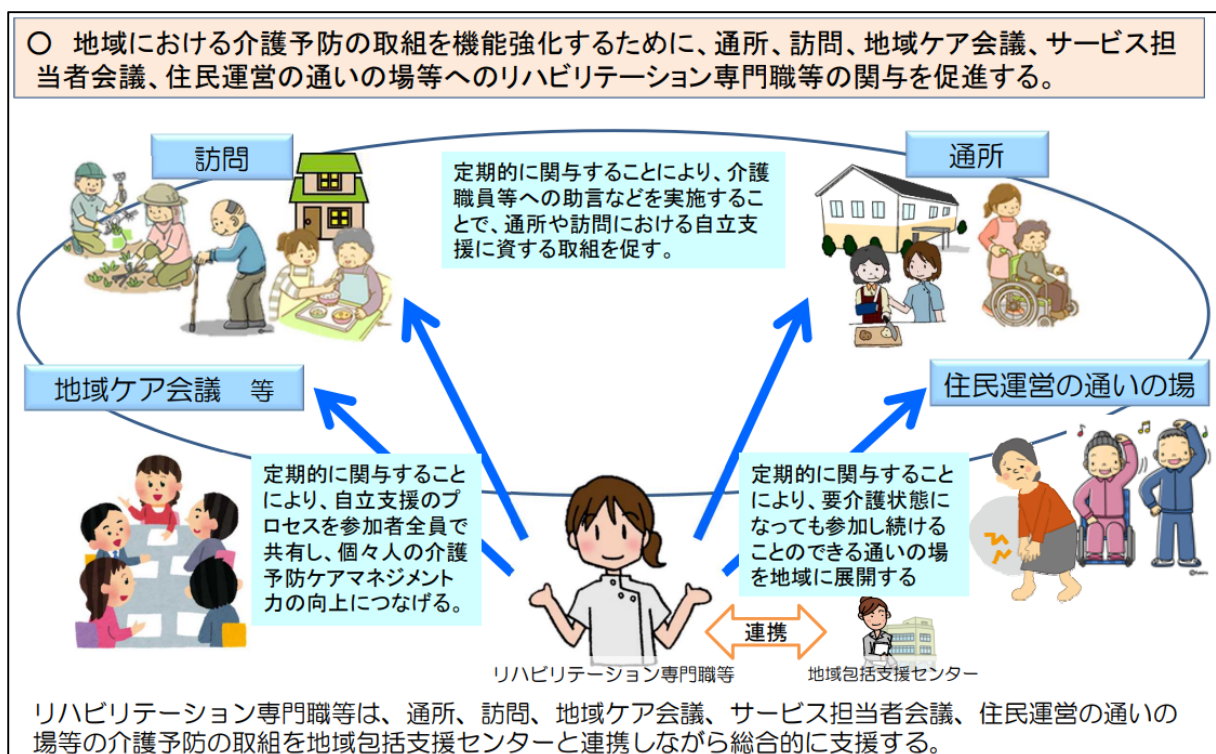 ○ 地域における介護予防の取組を機能強化するために、通所、訪問、地域ケア会議、サービス担
当者会議、住民運営の通いの場等へのリハビリテーション専門職等の関与を促進する。
訪問
通所
定期的に関与することにより、介護
職員等への助言などを実施するこ
とで、通所や訪問における自立支
援に資する取組を促す。
地域ケア会議 等
住民運営の通いの場
定期的に関与すること
により、自立支援のプ
ロセスを参加者全員で
共有し、個々人の介護
予防ケアマネジメント
力の向上につなげる。
定期的に関与すること
により、要介護状態に
なっても参加し続ける
ことのできる通いの場
を地域に展開する
連携
リハビリテーション専門職等
地域包括支援センター
リハビリテーション専門職等は、通所、訪問、地域ケア会議、サービス担当者会議、住民運営の通いの
場等の介護予防の取組を地域包括支援センターと連携しながら総合的に支援する。